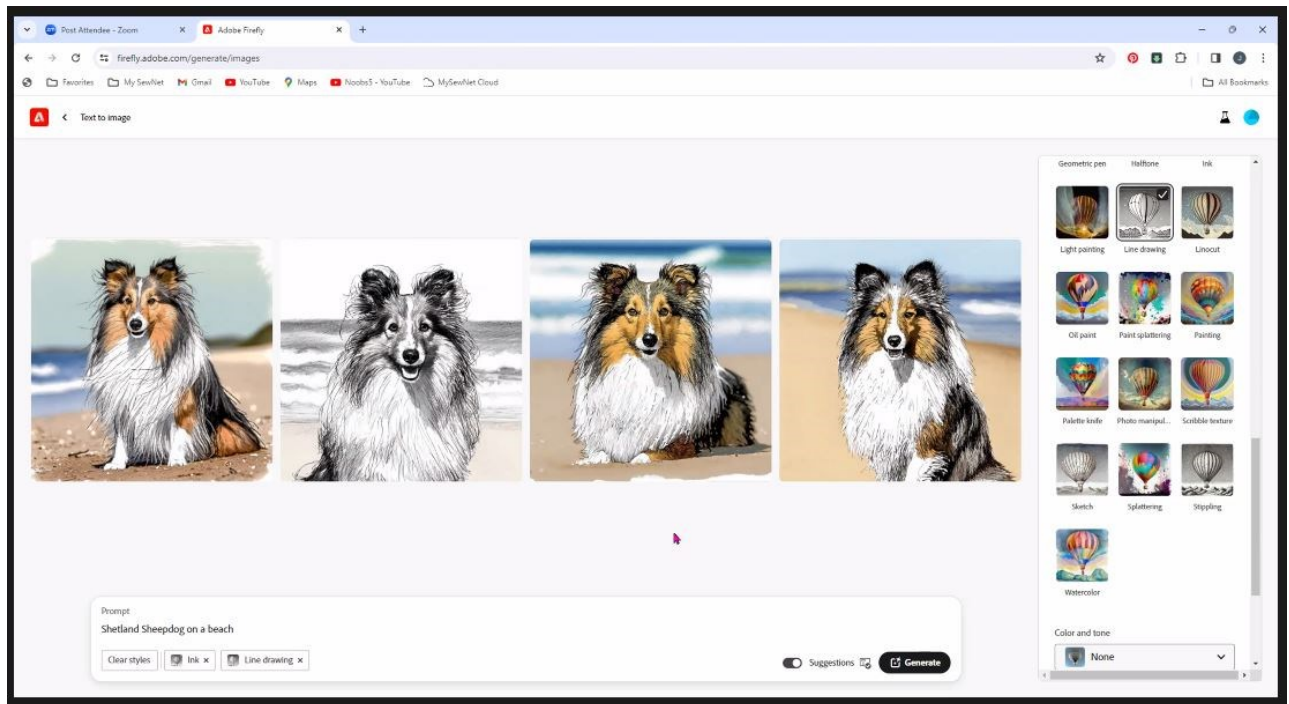 Post Attendee - Zoom
Adobe Firefly
firefly.adobe.com/generate/images
Favorites My SewNet Gmail YouTube Maps Noobs5 - YouTube MySewNet Cloud All Bookmarks
Text to image
Geometric pen Halftone Ink
Light painting Line drawing Linocut
Oil paint Paint splattering Painting
Palette knife Photo manipul... Scribble texture
Sketch Splattering Stippling
Watercolor
Prompt
Shetland Sheepdog on a beach
Clear styles Ink × Line drawing ×
Suggestions Generate
Color and tone
None